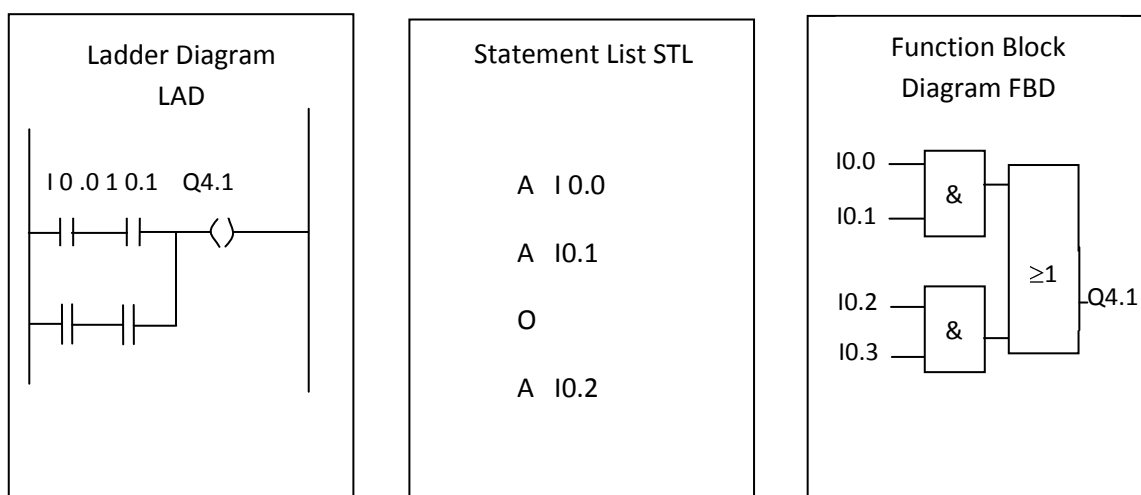 Ladder Diagram
LAD
I 0 .0 1 0.1 Q4.1
Statement List STL
A I 0.0
A I0.1
O
A I0.2
Function Block
Diagram FBD
I0.0
&
I0.1
≥1
Q4.1
I0.2
&
I0.3